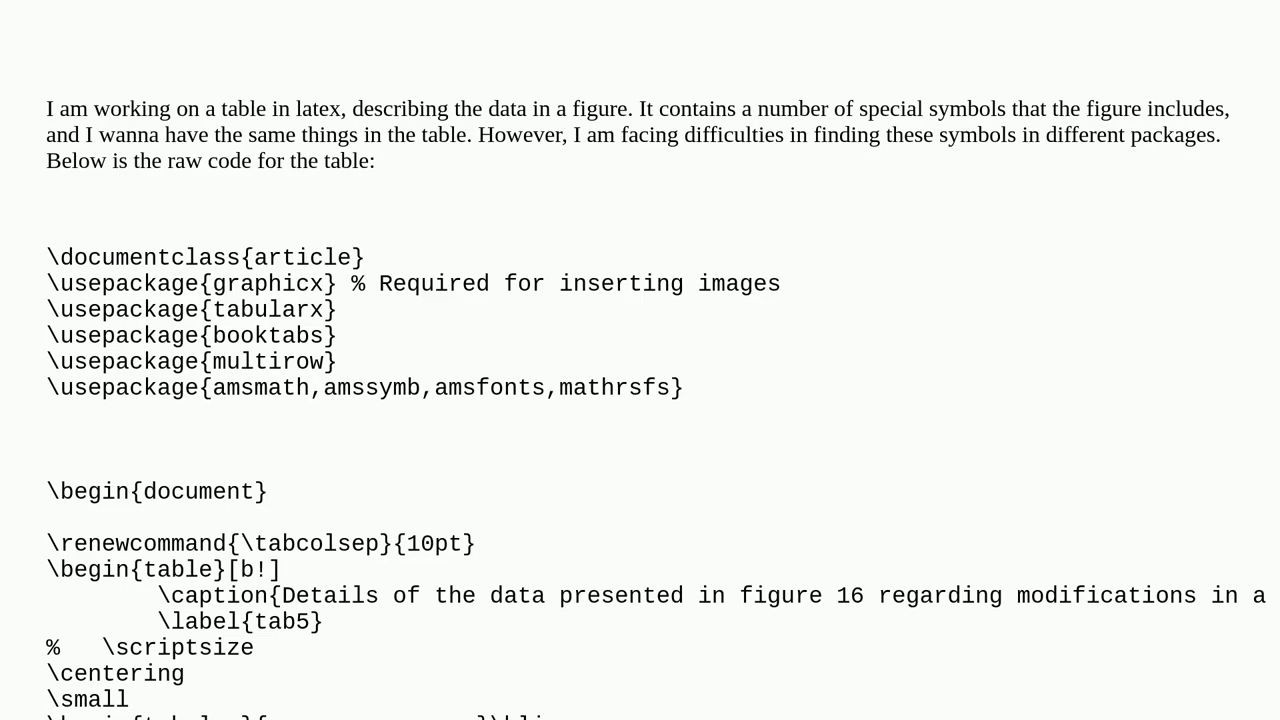 I am working on a table in latex, describing the data in a figure. It contains a number of special symbols that the figure includes,
and I wanna have the same things in the table. However, I am facing difficulties in finding these symbols in different packages.
Below is the raw code for the table:
\documentclass{article}
\usepackage{graphicx} % Required for inserting images
\usepackage{tabularx}
\usepackage{booktabs}
\usepackage{multirow}
\usepackage{amsmath,amssymb,amsfonts,mathrsfs}
\begin{document}
\renewcommand{\tabcolsep}{10pt}
\begin{table}[b!]
\caption{Details of the data presented in figure 16 regarding modifications in a
\label{tab5}
% \scriptsize
\centering
\small